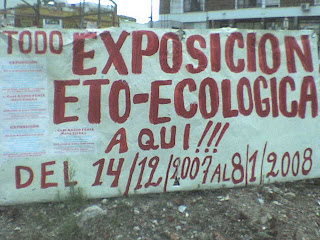 TODO EXPOSICION
ETO-ECOLOGICA
AQUI!!!
DEL 14/12/2007 AL 8/1/2008